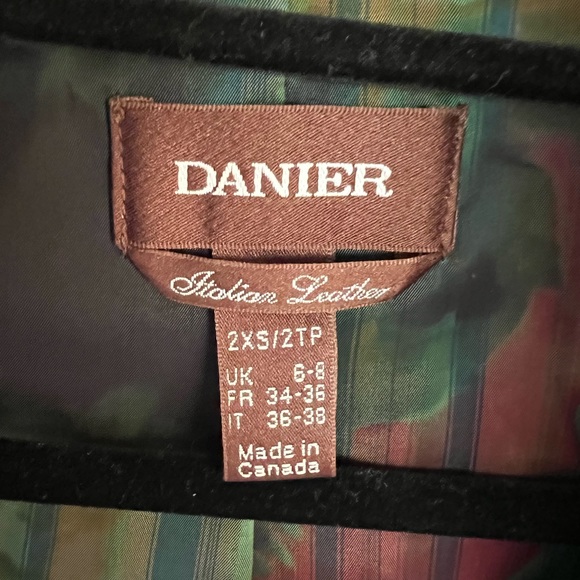 DANIER
Italian Leather
2XS/2TP
UK 6-8
FR 34-36
IT 36-38
Made in
Canada